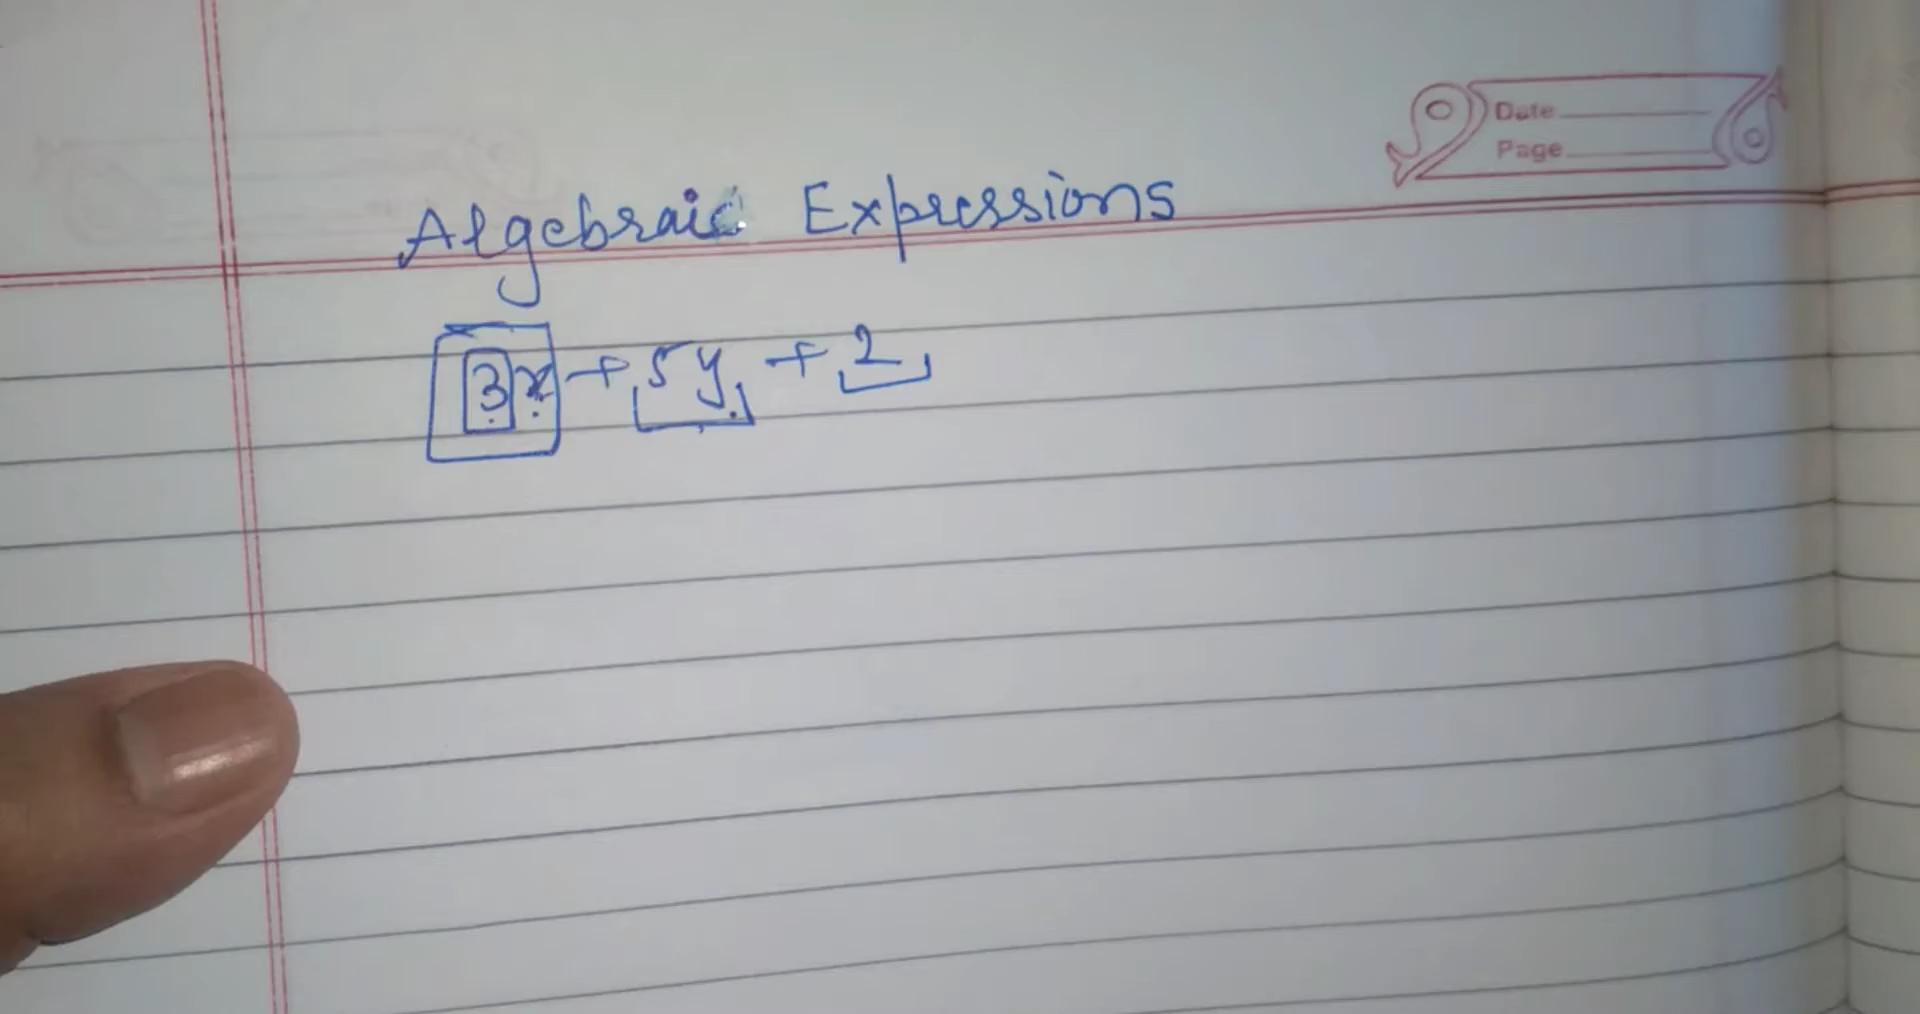 Date
Page
Algebraic Expressions
3x + 5y + 2